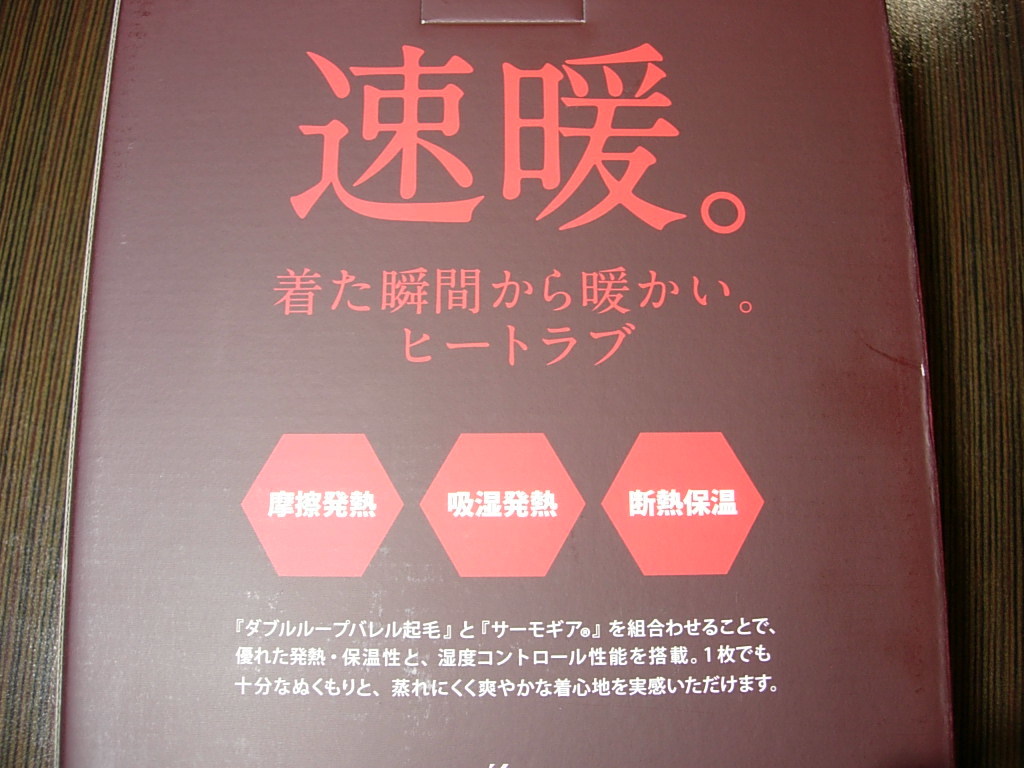 速暖。
着た瞬間から暖かい。
ヒートラブ
摩擦発熱
吸湿発熱
断熱保温
『ダブルループバレル起毛』と『サーモギア®』を組合わせることで、
優れた発熱・保温性と、湿度コントロール性能を搭載。1枚でも
十分なぬくもりと、蒸れにくく爽やかな着心地を実感いただけます。